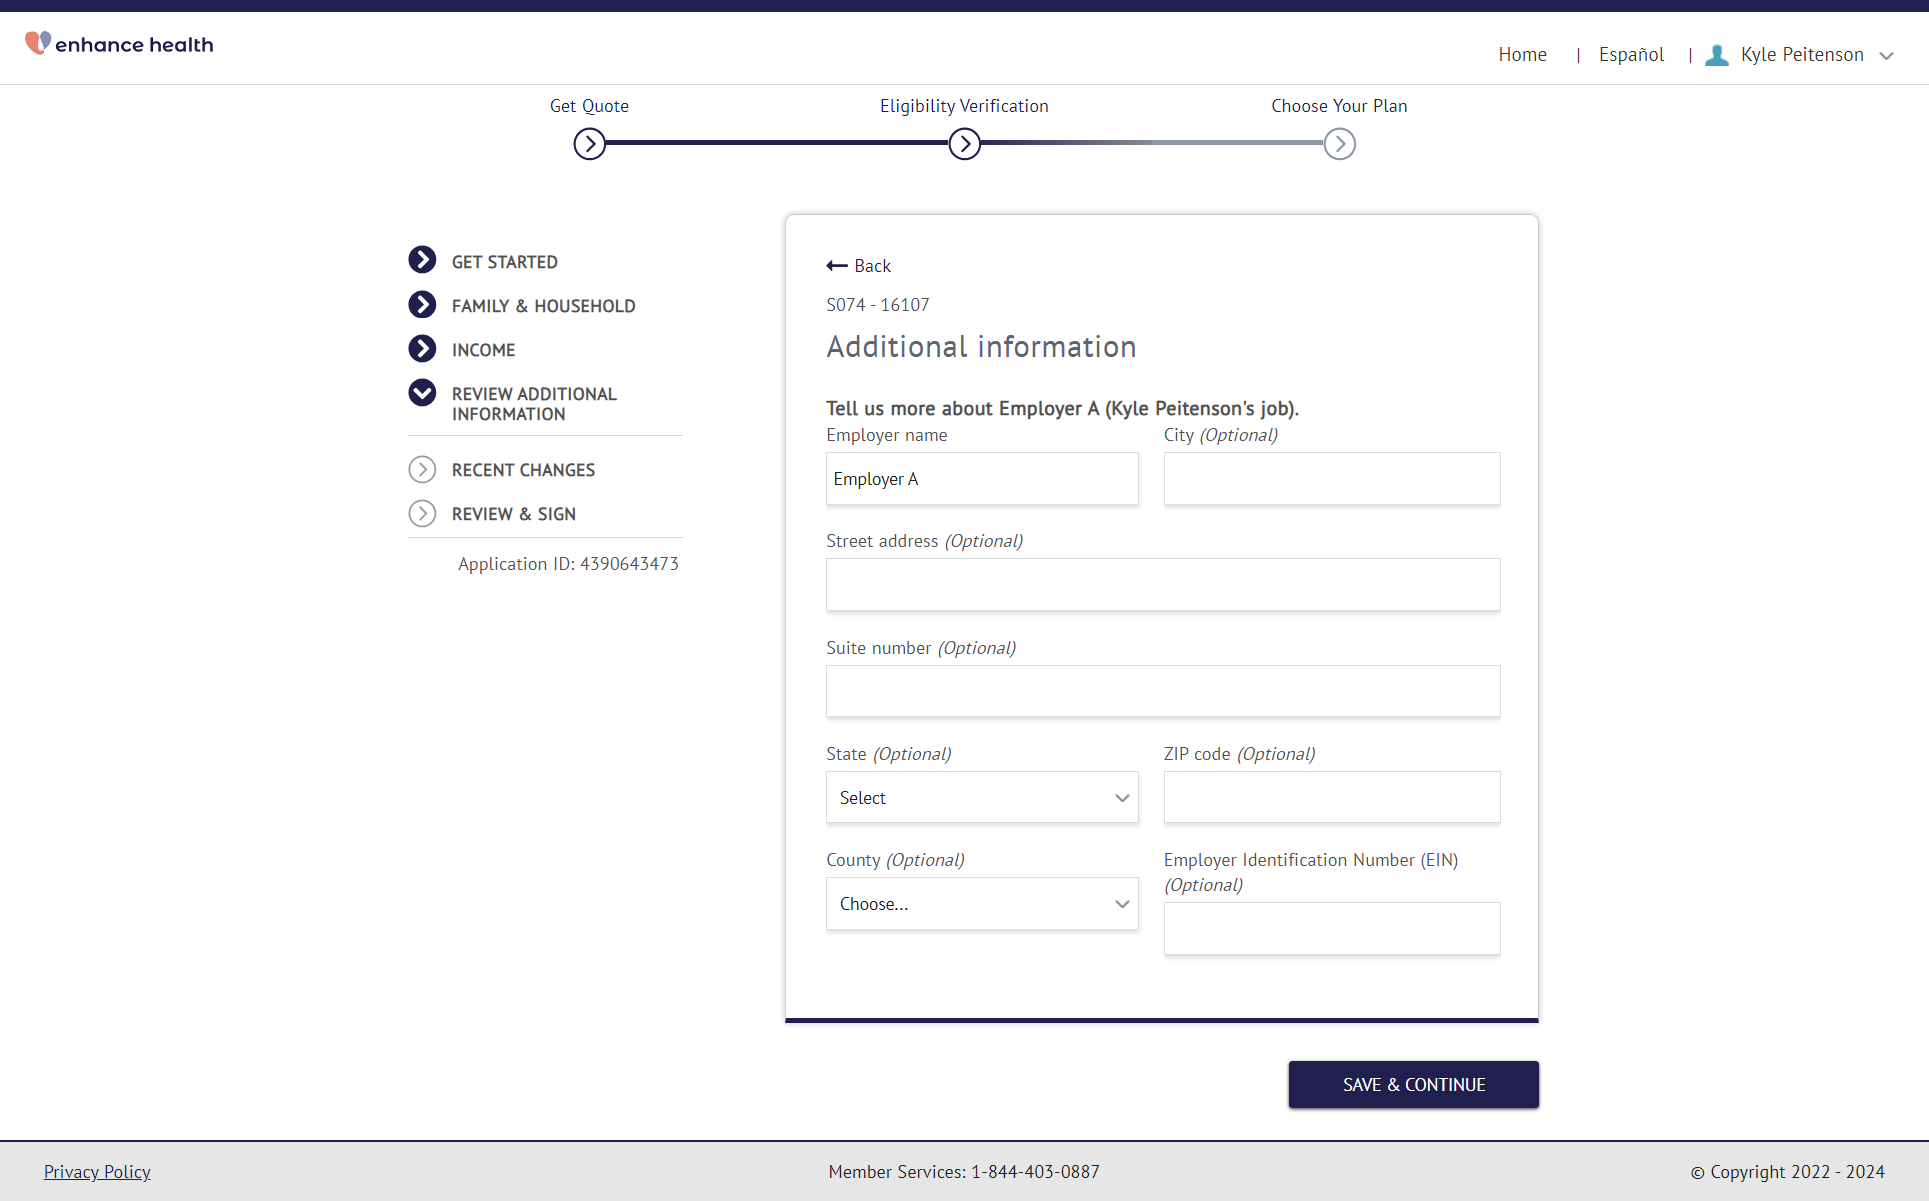 enhance health
Home | Español | Kyle Peitenson
Get Quote
Eligibility Verification
Choose Your Plan
GET STARTED
FAMILY & HOUSEHOLD
INCOME
REVIEW ADDITIONAL
INFORMATION
RECENT CHANGES
REVIEW & SIGN
Application ID: 4390643473
Back
S074 - 16107
Additional information
Tell us more about Employer A (Kyle Peitenson's job).
Employer name
Employer A
City (Optional)
Street address (Optional)
Suite number (Optional)
State (Optional)
Select
ZIP code (Optional)
County (Optional)
Choose...
Employer Identification Number (EIN)
(Optional)
SAVE & CONTINUE
Privacy Policy
Member Services: 1-844-403-0887
© Copyright 2022 - 2024